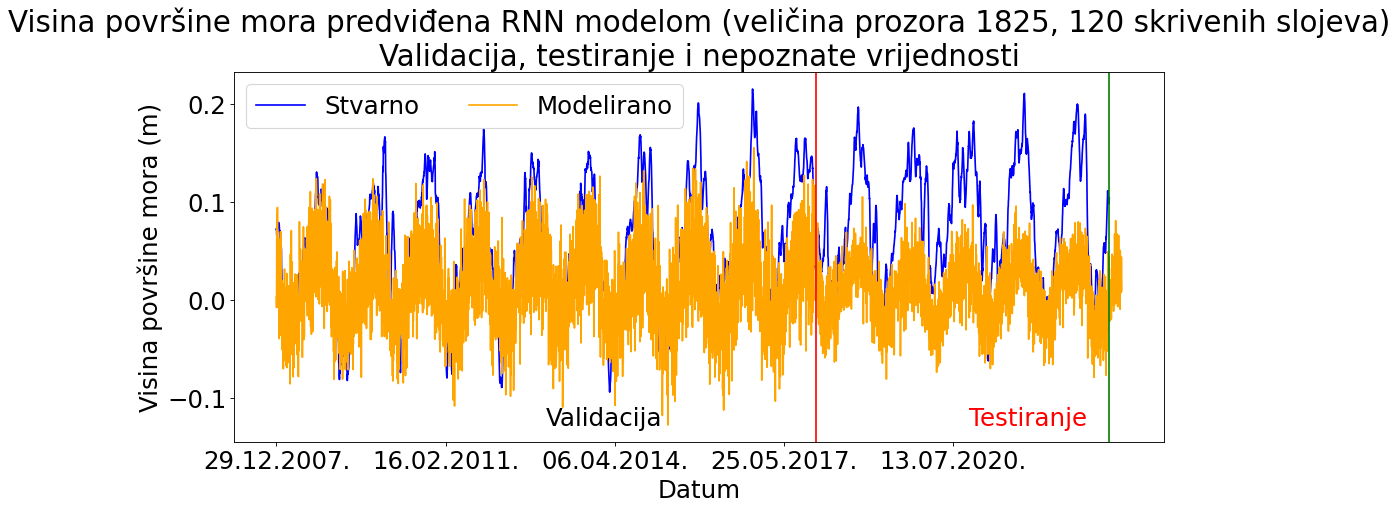 Visina površine mora predviđena RNN modelom (veličina prozora 1825, 120 skrivenih slojeva)
Validacija, testiranje i nepoznate vrijednosti
Stvarno
Modelirano
Visina površine mora (m)
0.2
0.1
0.0
−0.1
Validacija
Testiranje
29.12.2007. 16.02.2011. 06.04.2014. 25.05.2017. 13.07.2020.
Datum